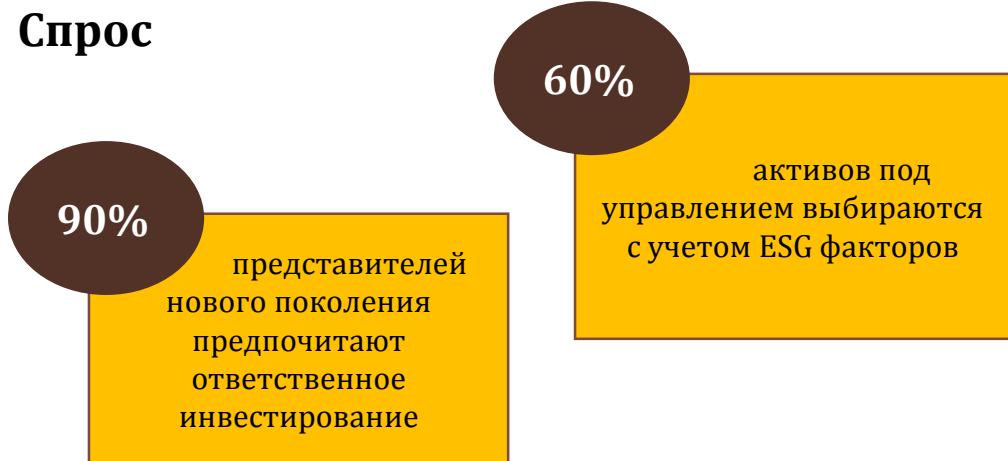 Спрос
60%
активов под
управлением выбираются
с учетом ESG факторов
90%
представителей
нового поколения
предпочитают
ответственное
инвестирование